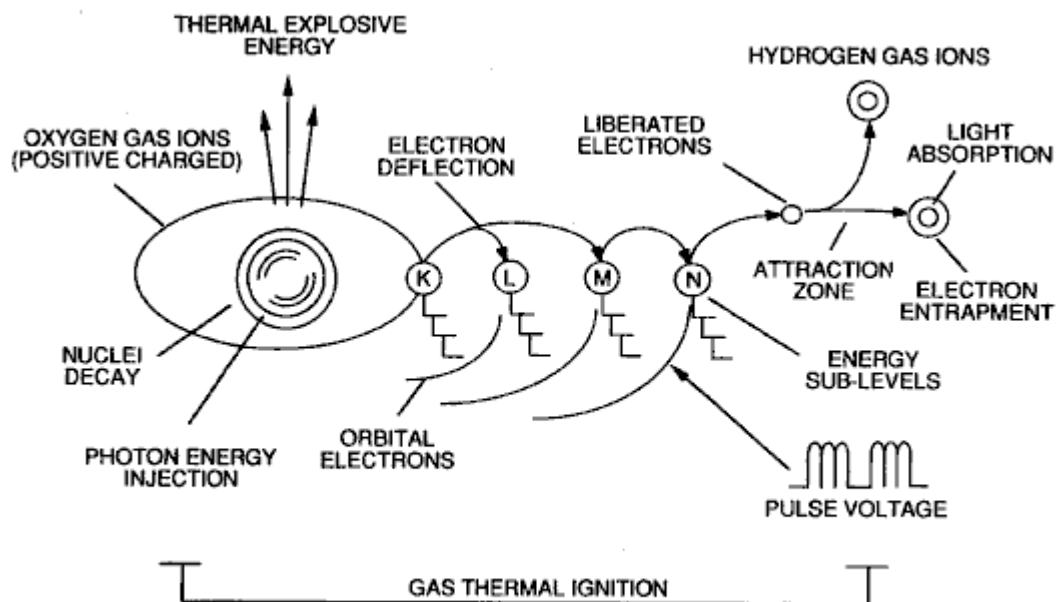 THERMAL EXPLOSIVE
ENERGY
HYDROGEN GAS IONS
OXYGEN GAS IONS
(POSITIVE CHARGED)
ELECTRON
DEFLECTION
LIBERATED
ELECTRONS
LIGHT
ABSORPTION
K
L
M
N
ATTRACTION
ZONE
ELECTRON
ENTRAPMENT
NUCLEI
DECAY
ENERGY
SUB-LEVELS
PHOTON ENERGY
INJECTION
ORBITAL
ELECTRONS
PULSE VOLTAGE
GAS THERMAL IGNITION